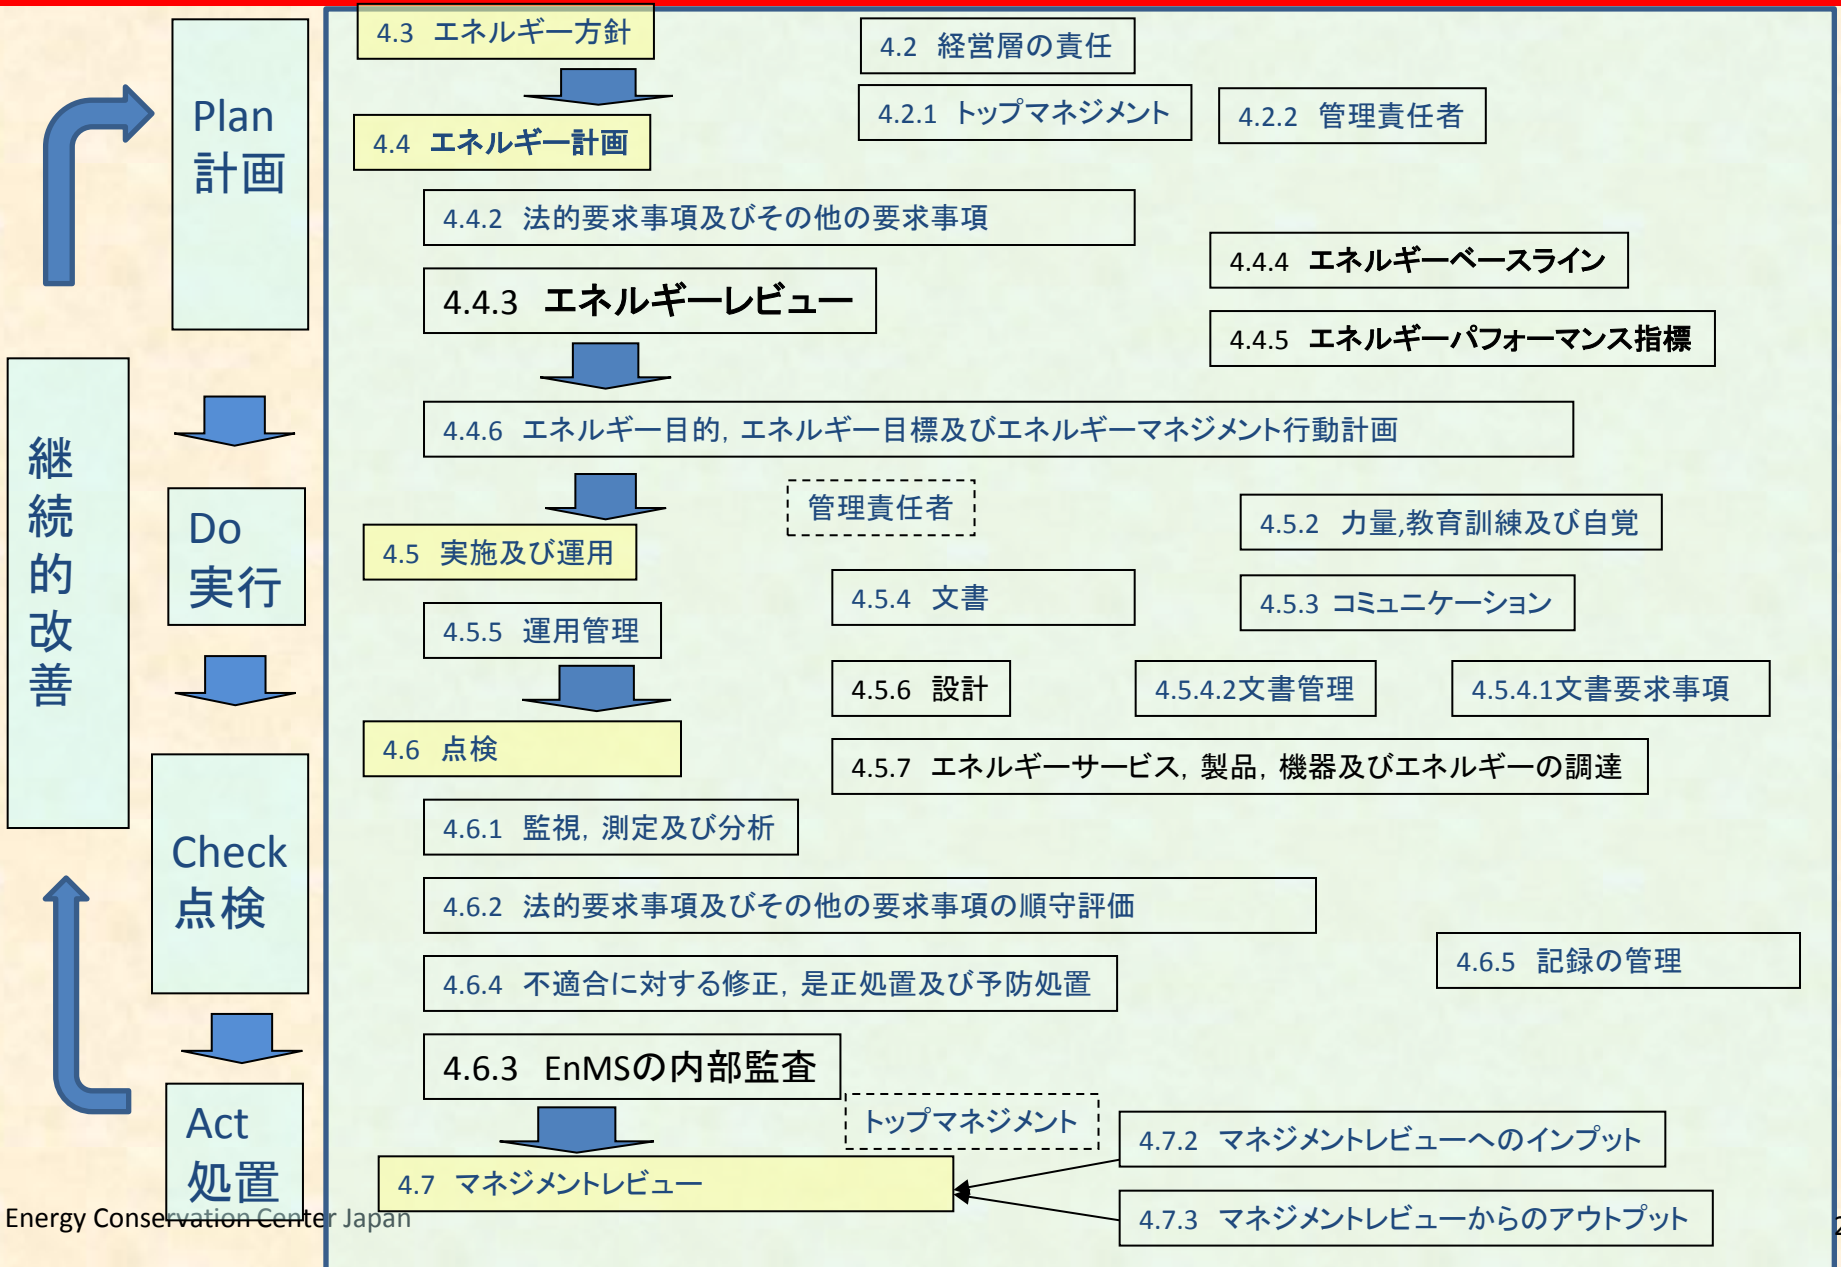 4.3 エネルギー方針
4.2 経営層の責任
4.2.1 トップマネジメント
4.2.2 管理責任者
Plan
計画
4.4 エネルギー計画
4.4.2 法的要求事項及びその他の要求事項
4.4.4 エネルギーベースライン
4.4.3 エネルギーレビュー
4.4.5 エネルギーパフォーマンス指標
4.4.6 エネルギー目的, エネルギー目標及びエネルギーマネジメント行動計画
継続的改善
Do
実行
管理責任者
4.5.2 力量,教育訓練及び自覚
4.5 実施及び運用
4.5.4 文書
4.5.3 コミュニケーション
4.5.5 運用管理
4.5.6 設計
4.5.4.2文書管理
4.5.4.1文書要求事項
4.6 点検
4.5.7 エネルギーサービス, 製品, 機器及びエネルギーの調達
Check
点検
4.6.1 監視, 測定及び分析
4.6.2 法的要求事項及びその他の要求事項の順守評価
4.6.5 記録の管理
4.6.4 不適合に対する修正, 是正処置及び予防処置
4.6.3 EnMSの内部監査
Act
処置
トップマネジメント
4.7.2 マネジメントレビューへのインプット
4.7 マネジメントレビュー
4.7.3 マネジメントレビューからのアウトプット
Energy Conservation Center Japan